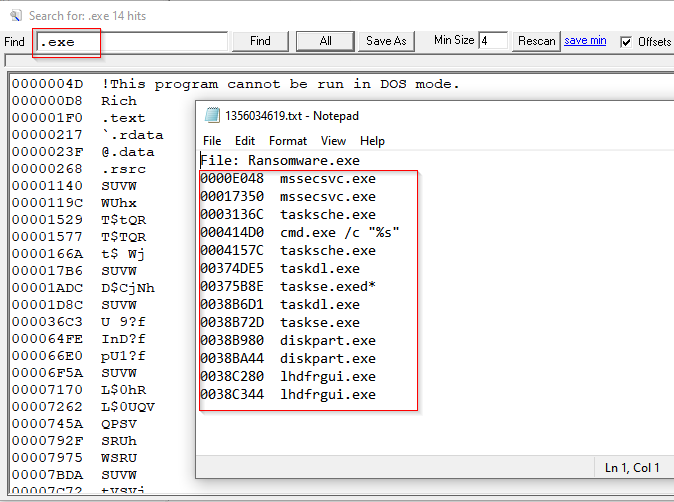 Search for: .exe 14 hits
Find .exe Find All Save As Min Size 4 Rescan save min Offsets
0000004D !This program cannot be run in DOS mode.
000000D8 Rich
000001F0 .text
00000217 `.rdata
0000023F @.data
00000268 .rsrc
00001140 SUVW
0000119C WUhx
00001529 T$tQR
00001577 T$TQR
0000166A t$ Wj
000017B6 SUVW
00001ADC D$CjNh
00001D8C SUVW
000036C3 U 9?f
000064FE InD?f
000066E0 pU1?f
00006F5A SUVW
00007170 L$0hR
00007262 L$0UQV
0000745A QPSV
0000792F SRUh
00007975 WSRU
00007BDA SUVW
00007C72 tVSVj
1356034619.txt - Notepad
File Edit Format View Help
File: Ransomware.exe
0000E048 mssecsvc.exe
00017350 mssecsvc.exe
0003136C tasksche.exe
000414D0 cmd.exe /c "%s"
0004157C tasksche.exe
00374DE5 taskdl.exe
00375B8E taskse.exed*
0038B6D1 taskdl.exe
0038B72D taskse.exe
0038B980 diskpart.exe
0038BA44 diskpart.exe
0038C280 lhdfrgui.exe
0038C344 lhdfrgui.exe
Ln 1, Col 1